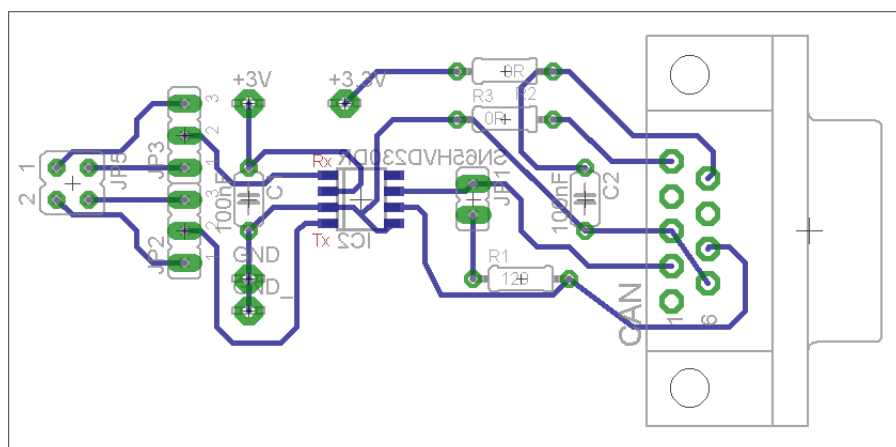 +3V
+3.3V
0R
R3
R2
0R
SN65HVD230DR
3
2
1
JP3
JP5
1
2
3
2
1
JP2
100nF
C1
Rx
Tx
IC2
JP1
100nF
C2
GND
GND_
R1
120
CAN
1
6